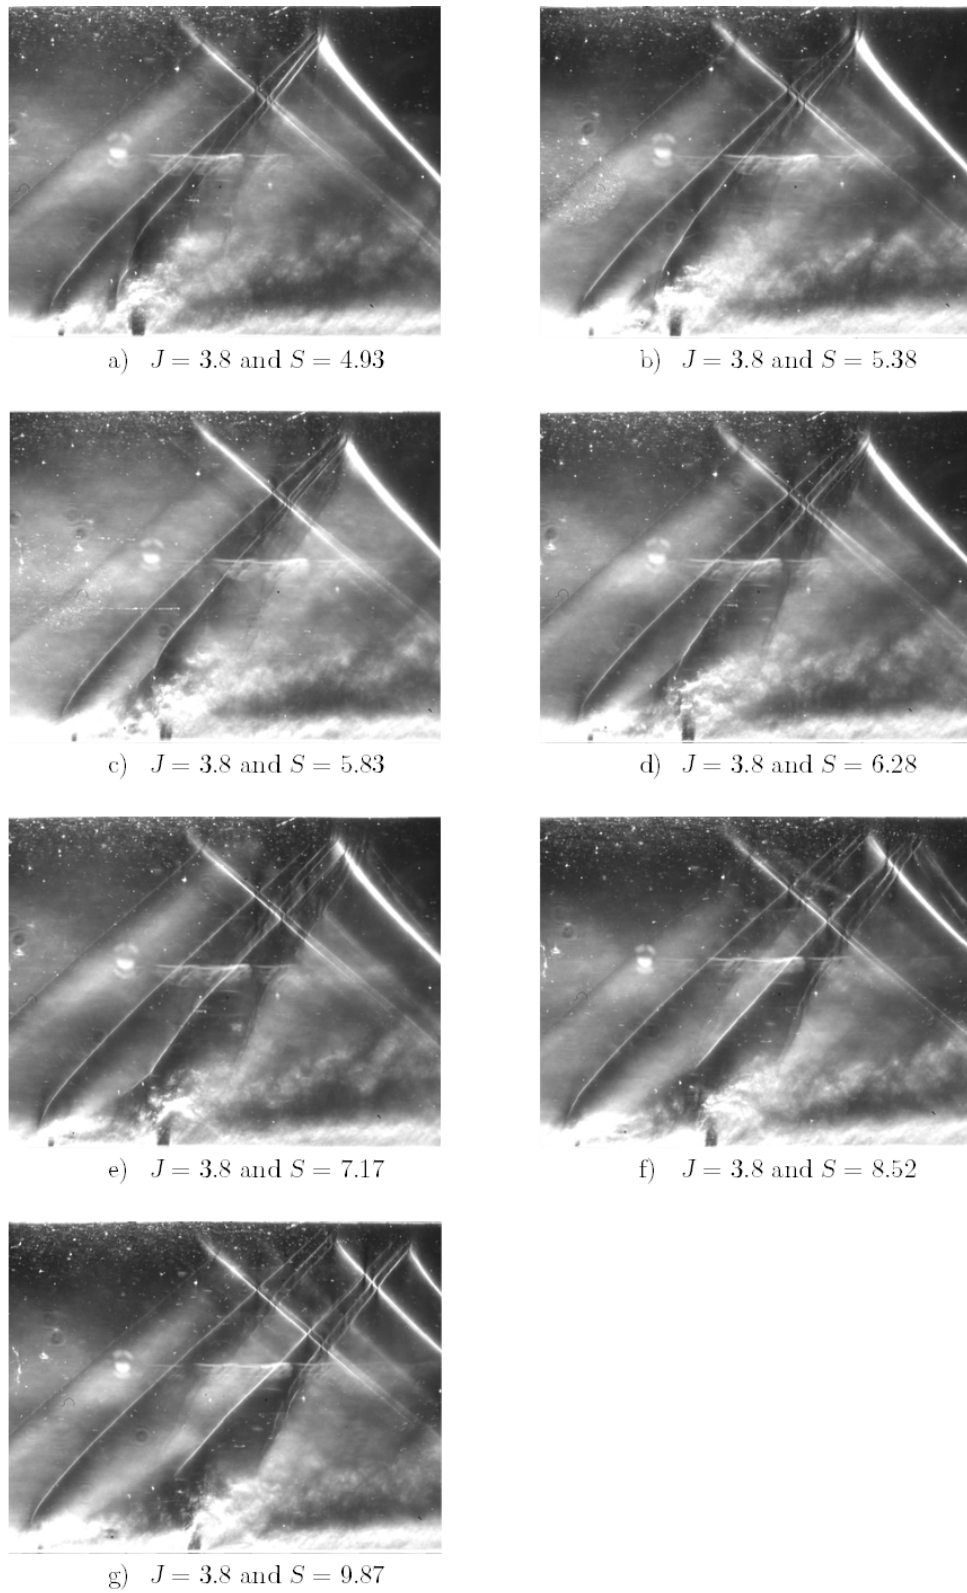 a) J = 3.8 and S = 4.93
b) J = 3.8 and S = 5.38
c) J = 3.8 and S = 5.83
d) J = 3.8 and S = 6.28
e) J = 3.8 and S = 7.17
f) J = 3.8 and S = 8.52
g) J = 3.8 and S = 9.87